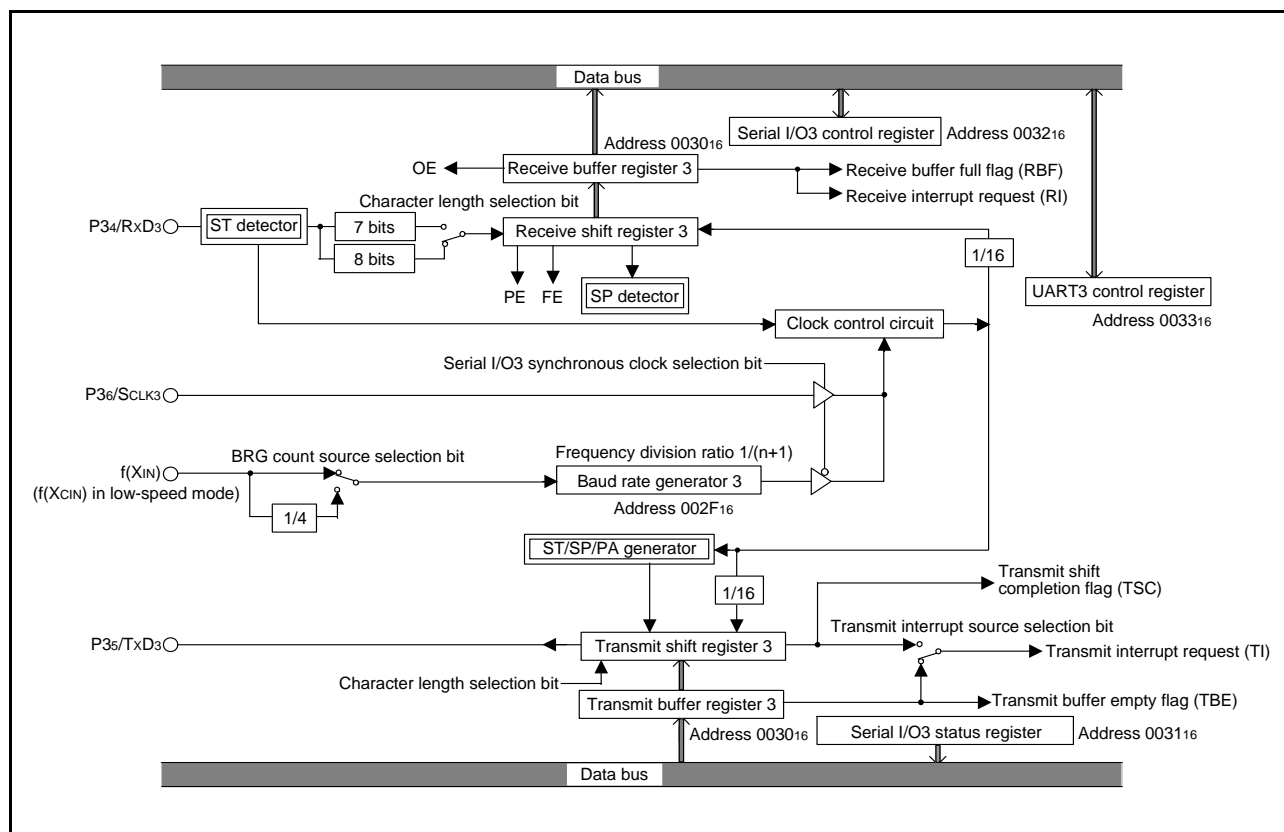 Data bus
Serial I/O3 control register Address 003216
Address 003016
OE Receive buffer register 3 Receive buffer full flag (RBF)
Receive interrupt request (RI)
Character length selection bit
P34/RXD3 ST detector 7 bits Receive shift register 3
8 bits 1/16
PE FE SP detector UART3 control register
Address 003316
Clock control circuit
Serial I/O3 synchronous clock selection bit
P36/SCLK3
BRG count source selection bit Frequency division ratio 1/(n+1)
f(XIN) Baud rate generator 3
(f(XCIN) in low-speed mode)
1/4 Address 002F16
ST/SP/PA generator
1/16 Transmit shift
completion flag (TSC)
Transmit interrupt source selection bit
P35/TXD3 Transmit shift register 3 Transmit interrupt request (TI)
Character length selection bit
Transmit buffer register 3 Transmit buffer empty flag (TBE)
Address 003016 Serial I/O3 status register Address 003116
Data bus